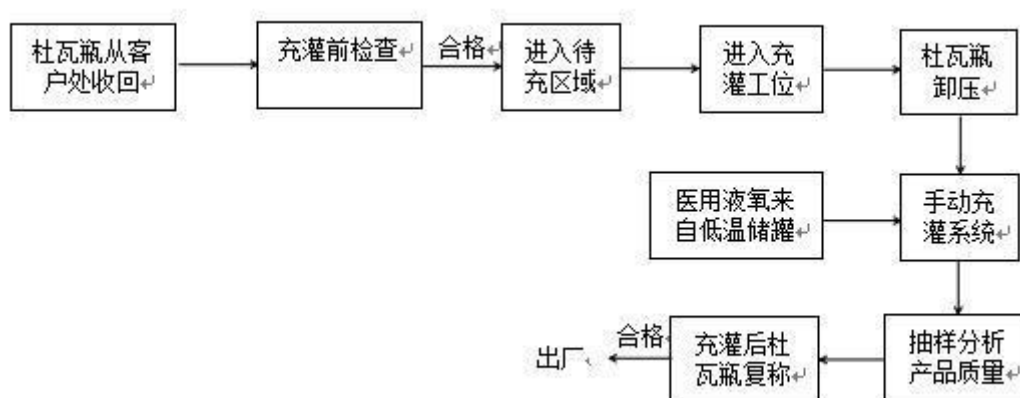 杜瓦瓶从客
户处收回
充灌前检查
合格
进入待
充区域
进入充
灌工位
杜瓦瓶
卸压
医用液氧来
自低温储罐
手动充
灌系统
出厂
合格
充灌后杜
瓦瓶复称
抽样分析
产品质量